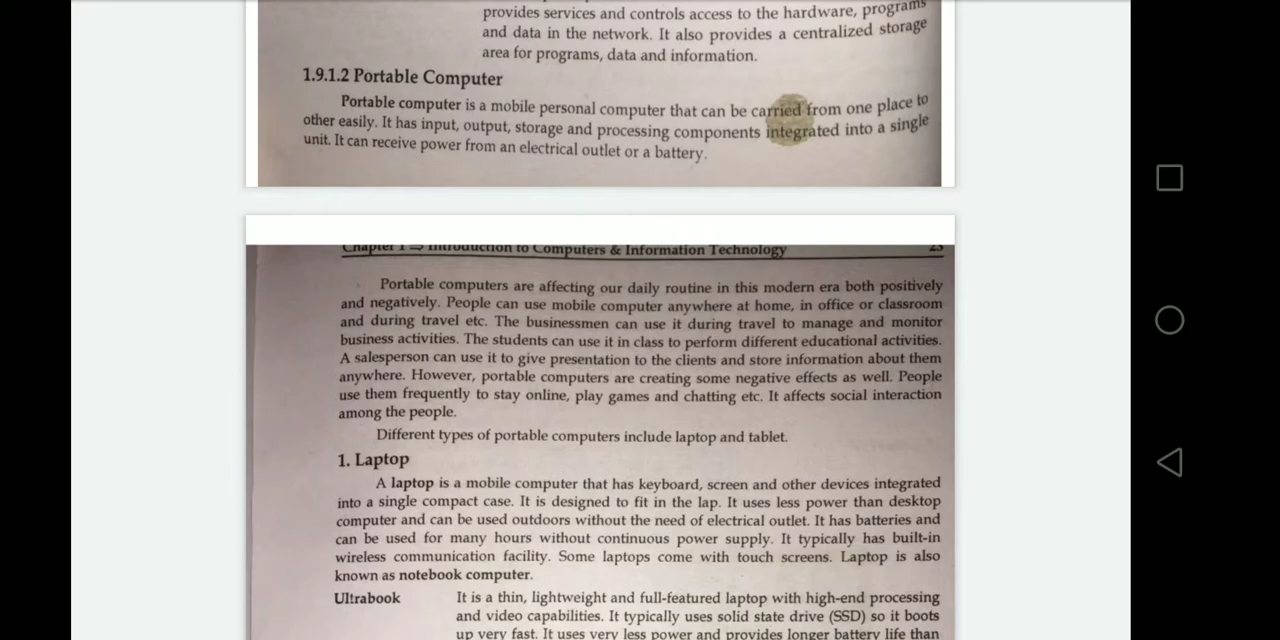 provides services and controls access to the hardware, programs
and data in the network. It also provides a centralized storage
area for programs, data and information.
1.9.1.2 Portable Computer
Portable computer is a mobile personal computer that can be carried from one place to
other easily. It has input, output, storage and processing components integrated into a single
unit. It can receive power from an electrical outlet or a battery.
Chapter 1 ⇒ Introduction to Computers & Information Technology 23
Portable computers are affecting our daily routine in this modern era both positively
and negatively. People can use mobile computer anywhere at home, in office or classroom
and during travel etc. The businessmen can use it during travel to manage and monitor
business activities. The students can use it in class to perform different educational activities.
A salesperson can use it to give presentation to the clients and store information about them
anywhere. However, portable computers are creating some negative effects as well. People
use them frequently to stay online, play games and chatting etc. It affects social interaction
among the people.
Different types of portable computers include laptop and tablet.
1. Laptop
A laptop is a mobile computer that has keyboard, screen and other devices integrated
into a single compact case. It is designed to fit in the lap. It uses less power than desktop
computer and can be used outdoors without the need of electrical outlet. It has batteries and
can be used for many hours without continuous power supply. It typically has built-in
wireless communication facility. Some laptops come with touch screens. Laptop is also
known as notebook computer.
Ultrabook It is a thin, lightweight and full-featured laptop with high-end processing
and video capabilities. It typically uses solid state drive (SSD) so it boots
up very fast. It uses very less power and provides longer battery life than